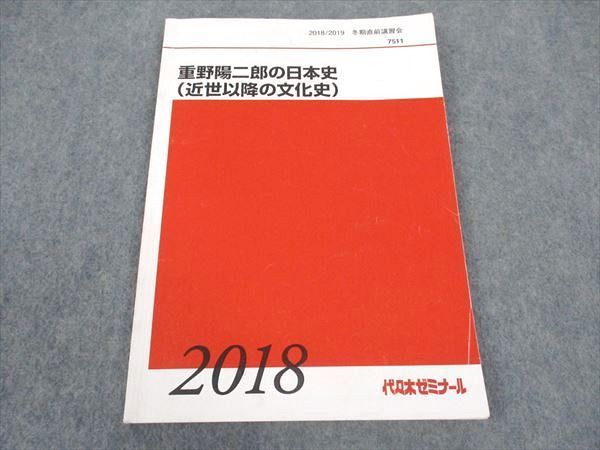 2018/2019 冬期直前講習会
7511
重野陽二郎の日本史
(近世以降の文化史)
2018
代々木ゼミナール